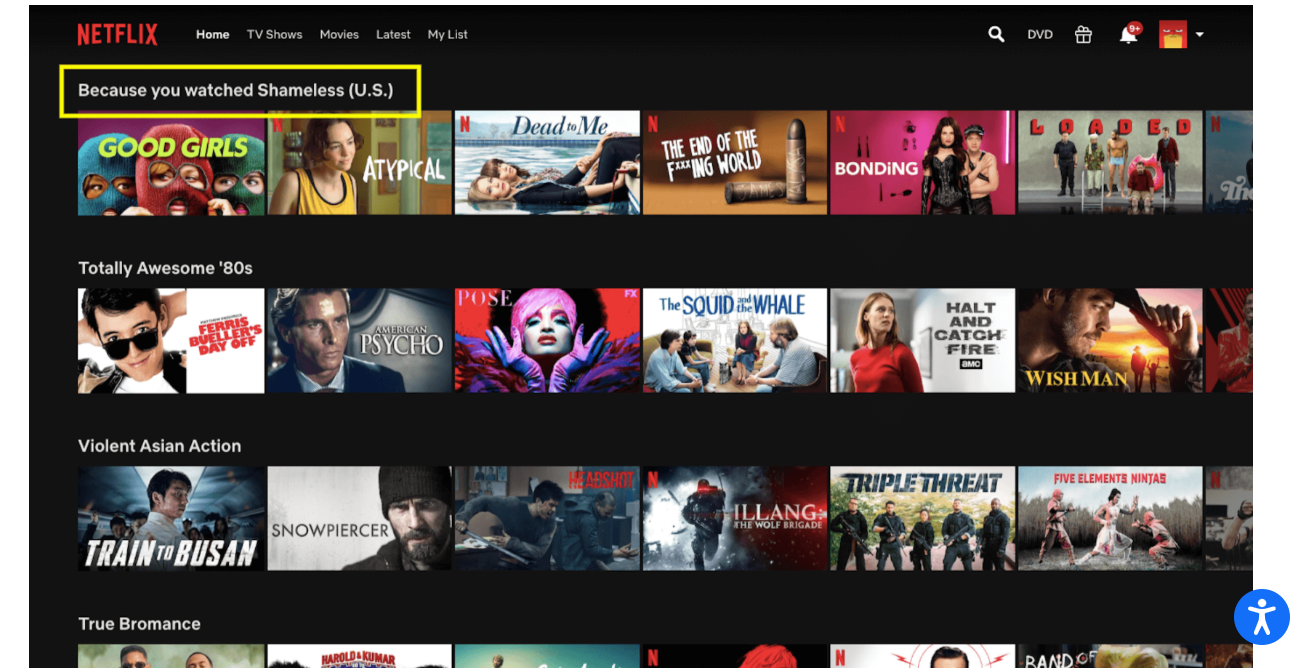 NETFLIX Home TV Shows Movies Latest My List DVD 9+
Because you watched Shameless (U.S.)
GOOD GIRLS
N
ATYPICAL
N
Dead to Me
N
THE END OF THE
F***ING WORLD
N
BONDiNG
LOADED
N
Totally Awesome '80s
FERRIS
BUELLER'S
DAY OFF
AMERICAN
PSYCHO
POSE
FX
The SQUID and the WHALE
HALT
AND
CATCH
FIRE
amc
WISH MAN
Violent Asian Action
TRAIN TO BUSAN
SNOWPIERCER
HEADSHOT
N
ILLANG:
THE WOLF BRIGADE
TRIPLE THREAT
FIVE ELEMENTS NINJAS
N
True Bromance
HAROLD & KUMAR
N
N
BAND OF